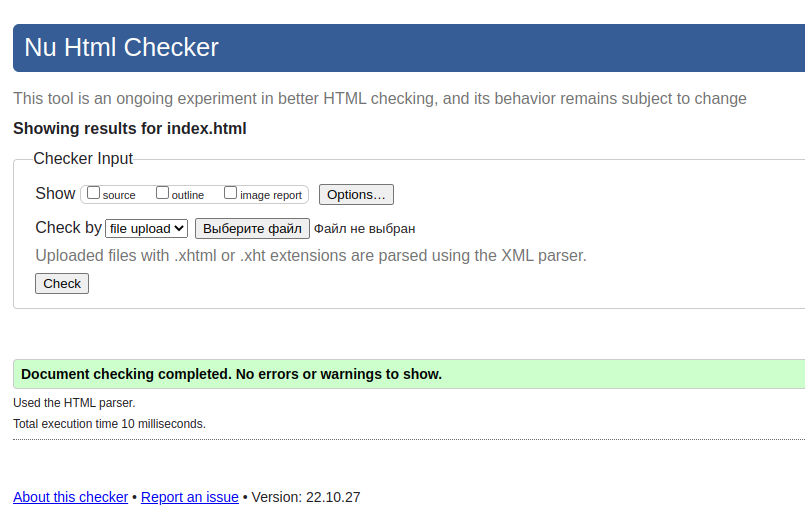 Nu Html Checker
This tool is an ongoing experiment in better HTML checking, and its behavior remains subject to change
Showing results for index.html
Checker Input
Show source outline image report Options...
Check by file upload Выберите файл Файл не выбран
Uploaded files with .xhtml or .xht extensions are parsed using the XML parser.
Check
Document checking completed. No errors or warnings to show.
Used the HTML parser.
Total execution time 10 milliseconds.
About this checker • Report an issue • Version: 22.10.27